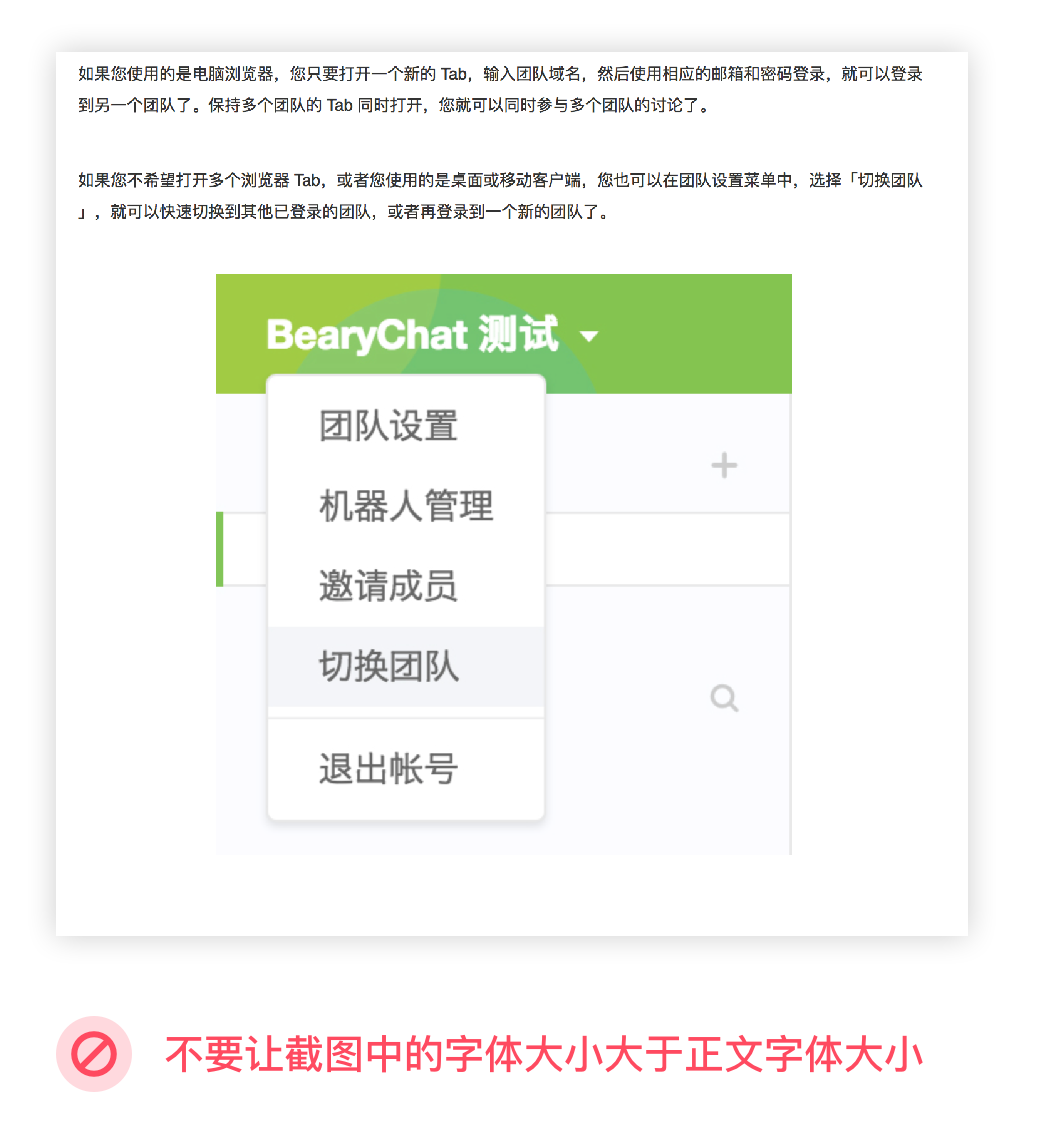 如果您使用的是电脑浏览器，您只要打开一个新的 Tab，输入团队域名，然后使用相应的邮箱和密码登录，就可以登录
到另一个团队了。保持多个团队的 Tab 同时打开，您就可以同时参与多个团队的讨论了。
如果您不希望打开多个浏览器 Tab，或者您使用的是桌面或移动客户端，您也可以在团队设置菜单中，选择「切换团队
」，就可以快速切换到其他已登录的团队，或者再登录到一个新的团队了。
BearyChat 测试
团队设置
机器人管理
邀请成员
切换团队
退出帐号
不要让截图中的字体大小大于正文字体大小